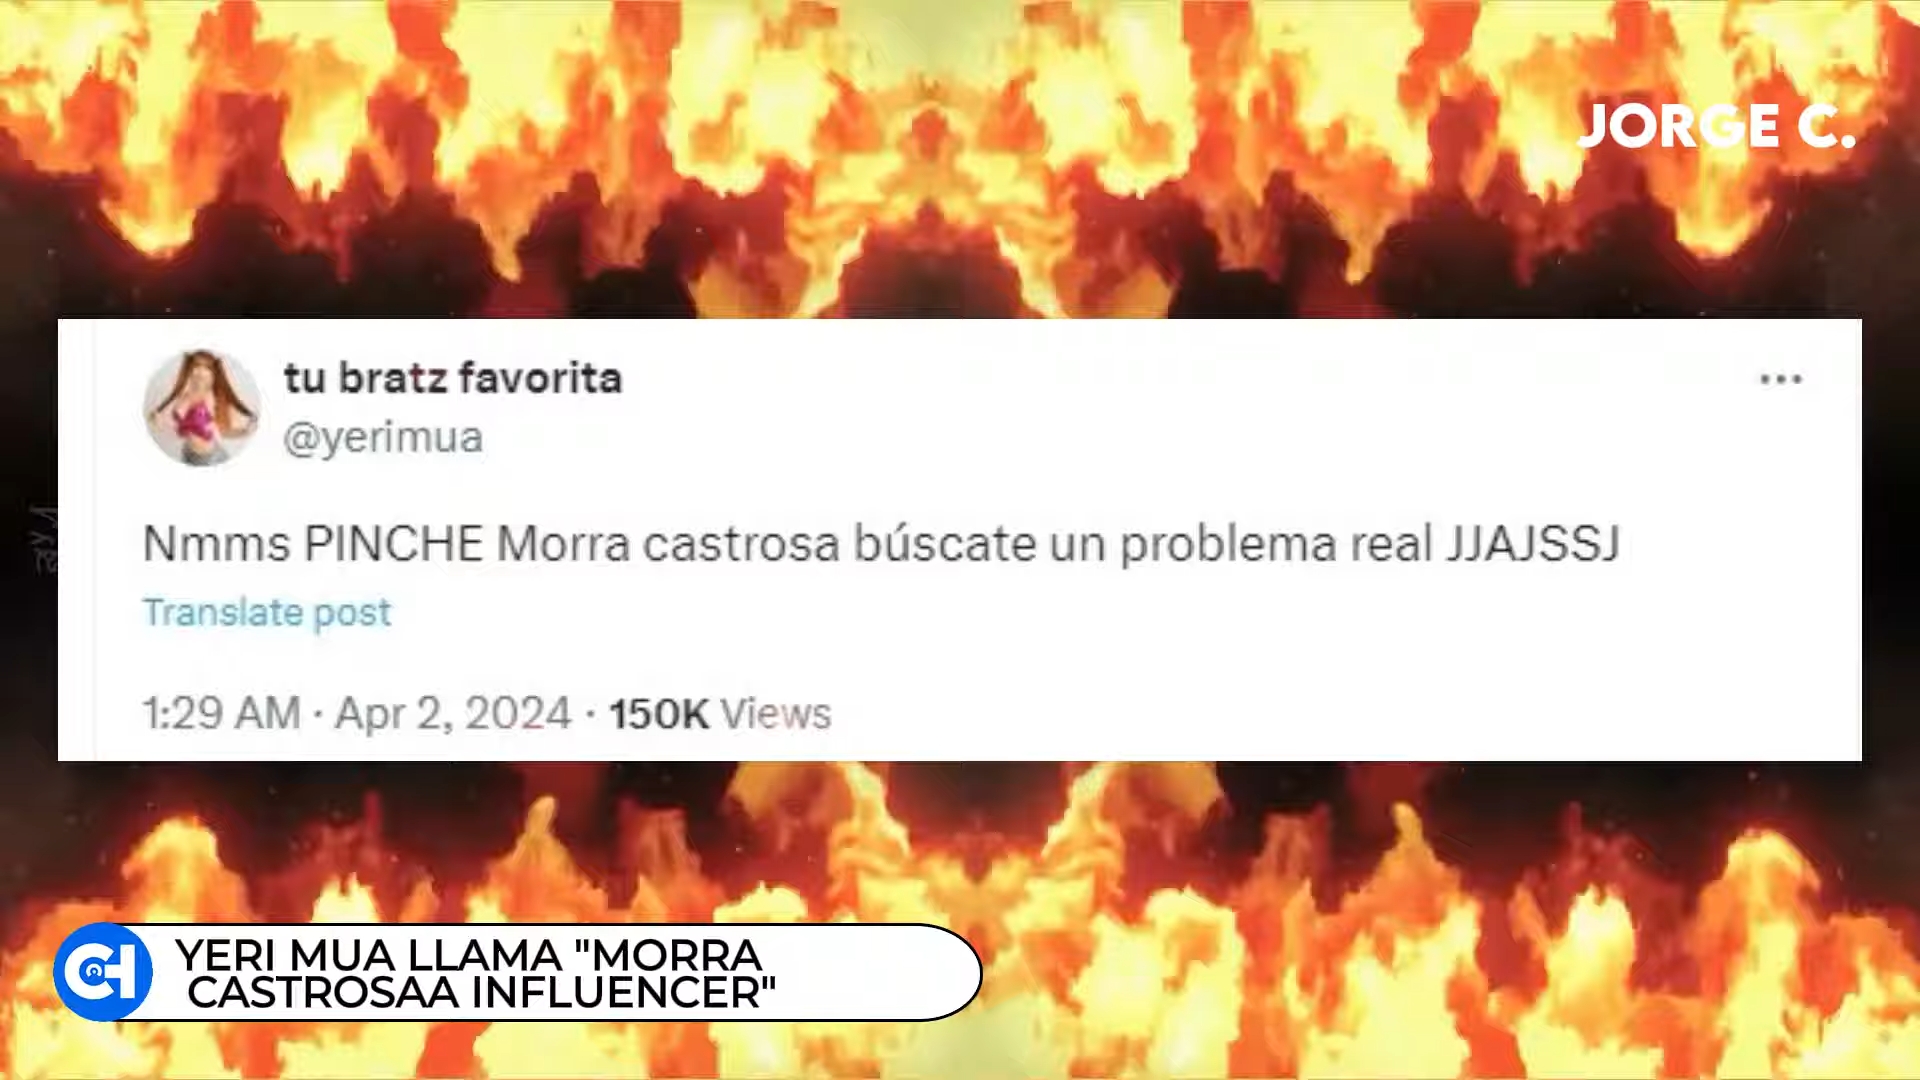 JORGE C.
tu bratz favorita
@yerimua
Nmms PINCHE Morra castrosa búscate un problema real JJAJSSJ
Translate post
1:29 AM · Apr 2, 2024 · 150K Views
YERI MUA LLAMA "MORRA
CASTROSAA INFLUENCER"